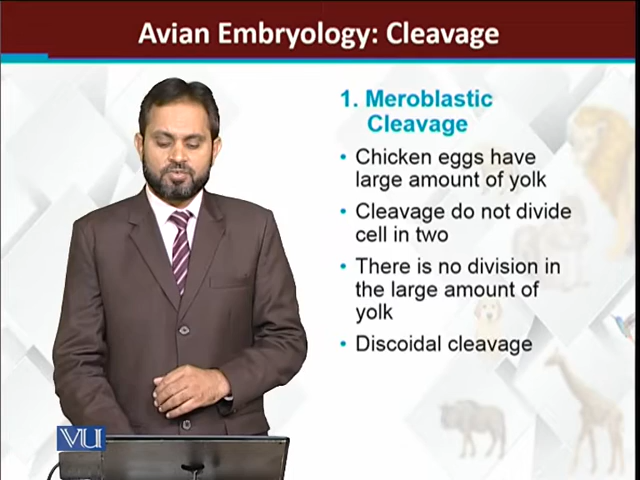 Avian Embryology: Cleavage
1. Meroblastic
Cleavage
• Chicken eggs have
large amount of yolk
• Cleavage do not divide
cell in two
• There is no division in
the large amount of
yolk
• Discoidal cleavage
VU